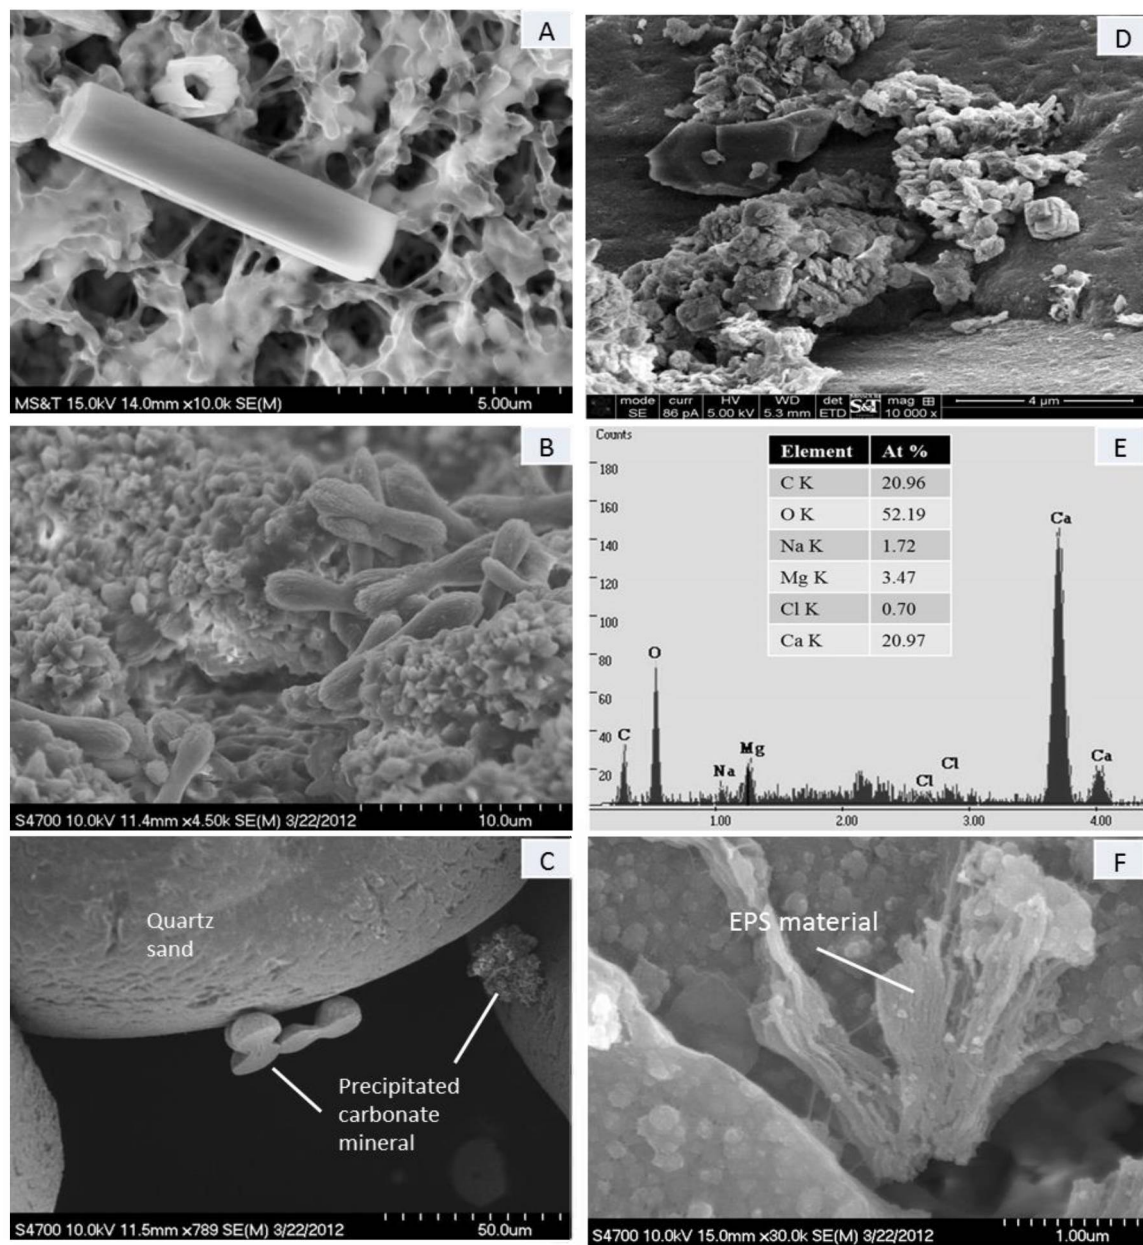 A
MS&T 15.0kV 14.0mm x10.0k SE(M)
5.00um
B
S4700 10.0kV 11.4mm x4.50k SE(M) 3/22/2012
10.0um
C
Quartz
sand
Precipitated
carbonate
mineral
S4700 10.0kV 11.5mm x789 SE(M) 3/22/2012
50.0um
D
mode curr HV WD det mag
SE 86 pA 5.00 kV 5.3 mm ETD S&T 10 000 x
4 µm
E
Counts
Element At %
C K 20.96
O K 52.19
Na K 1.72
Mg K 3.47
Cl K 0.70
Ca K 20.97
180
160
140
120
100
80
60
40
20
C
O
Na
Mg
Cl
Cl
Ca
Ca
1.00 2.00 3.00 4.00
F
EPS material
S4700 10.0kV 15.0mm x30.0k SE(M) 3/22/2012
1.00um